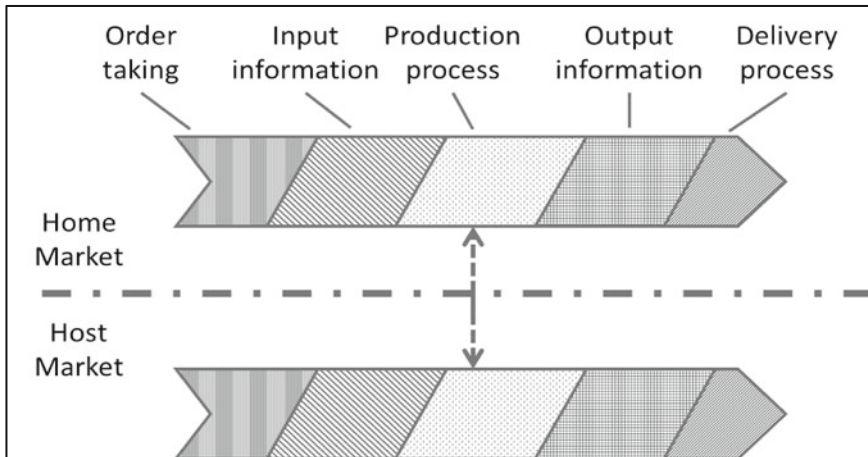 Order taking
Input information
Production process
Output information
Delivery process
Home
Market
Host
Market